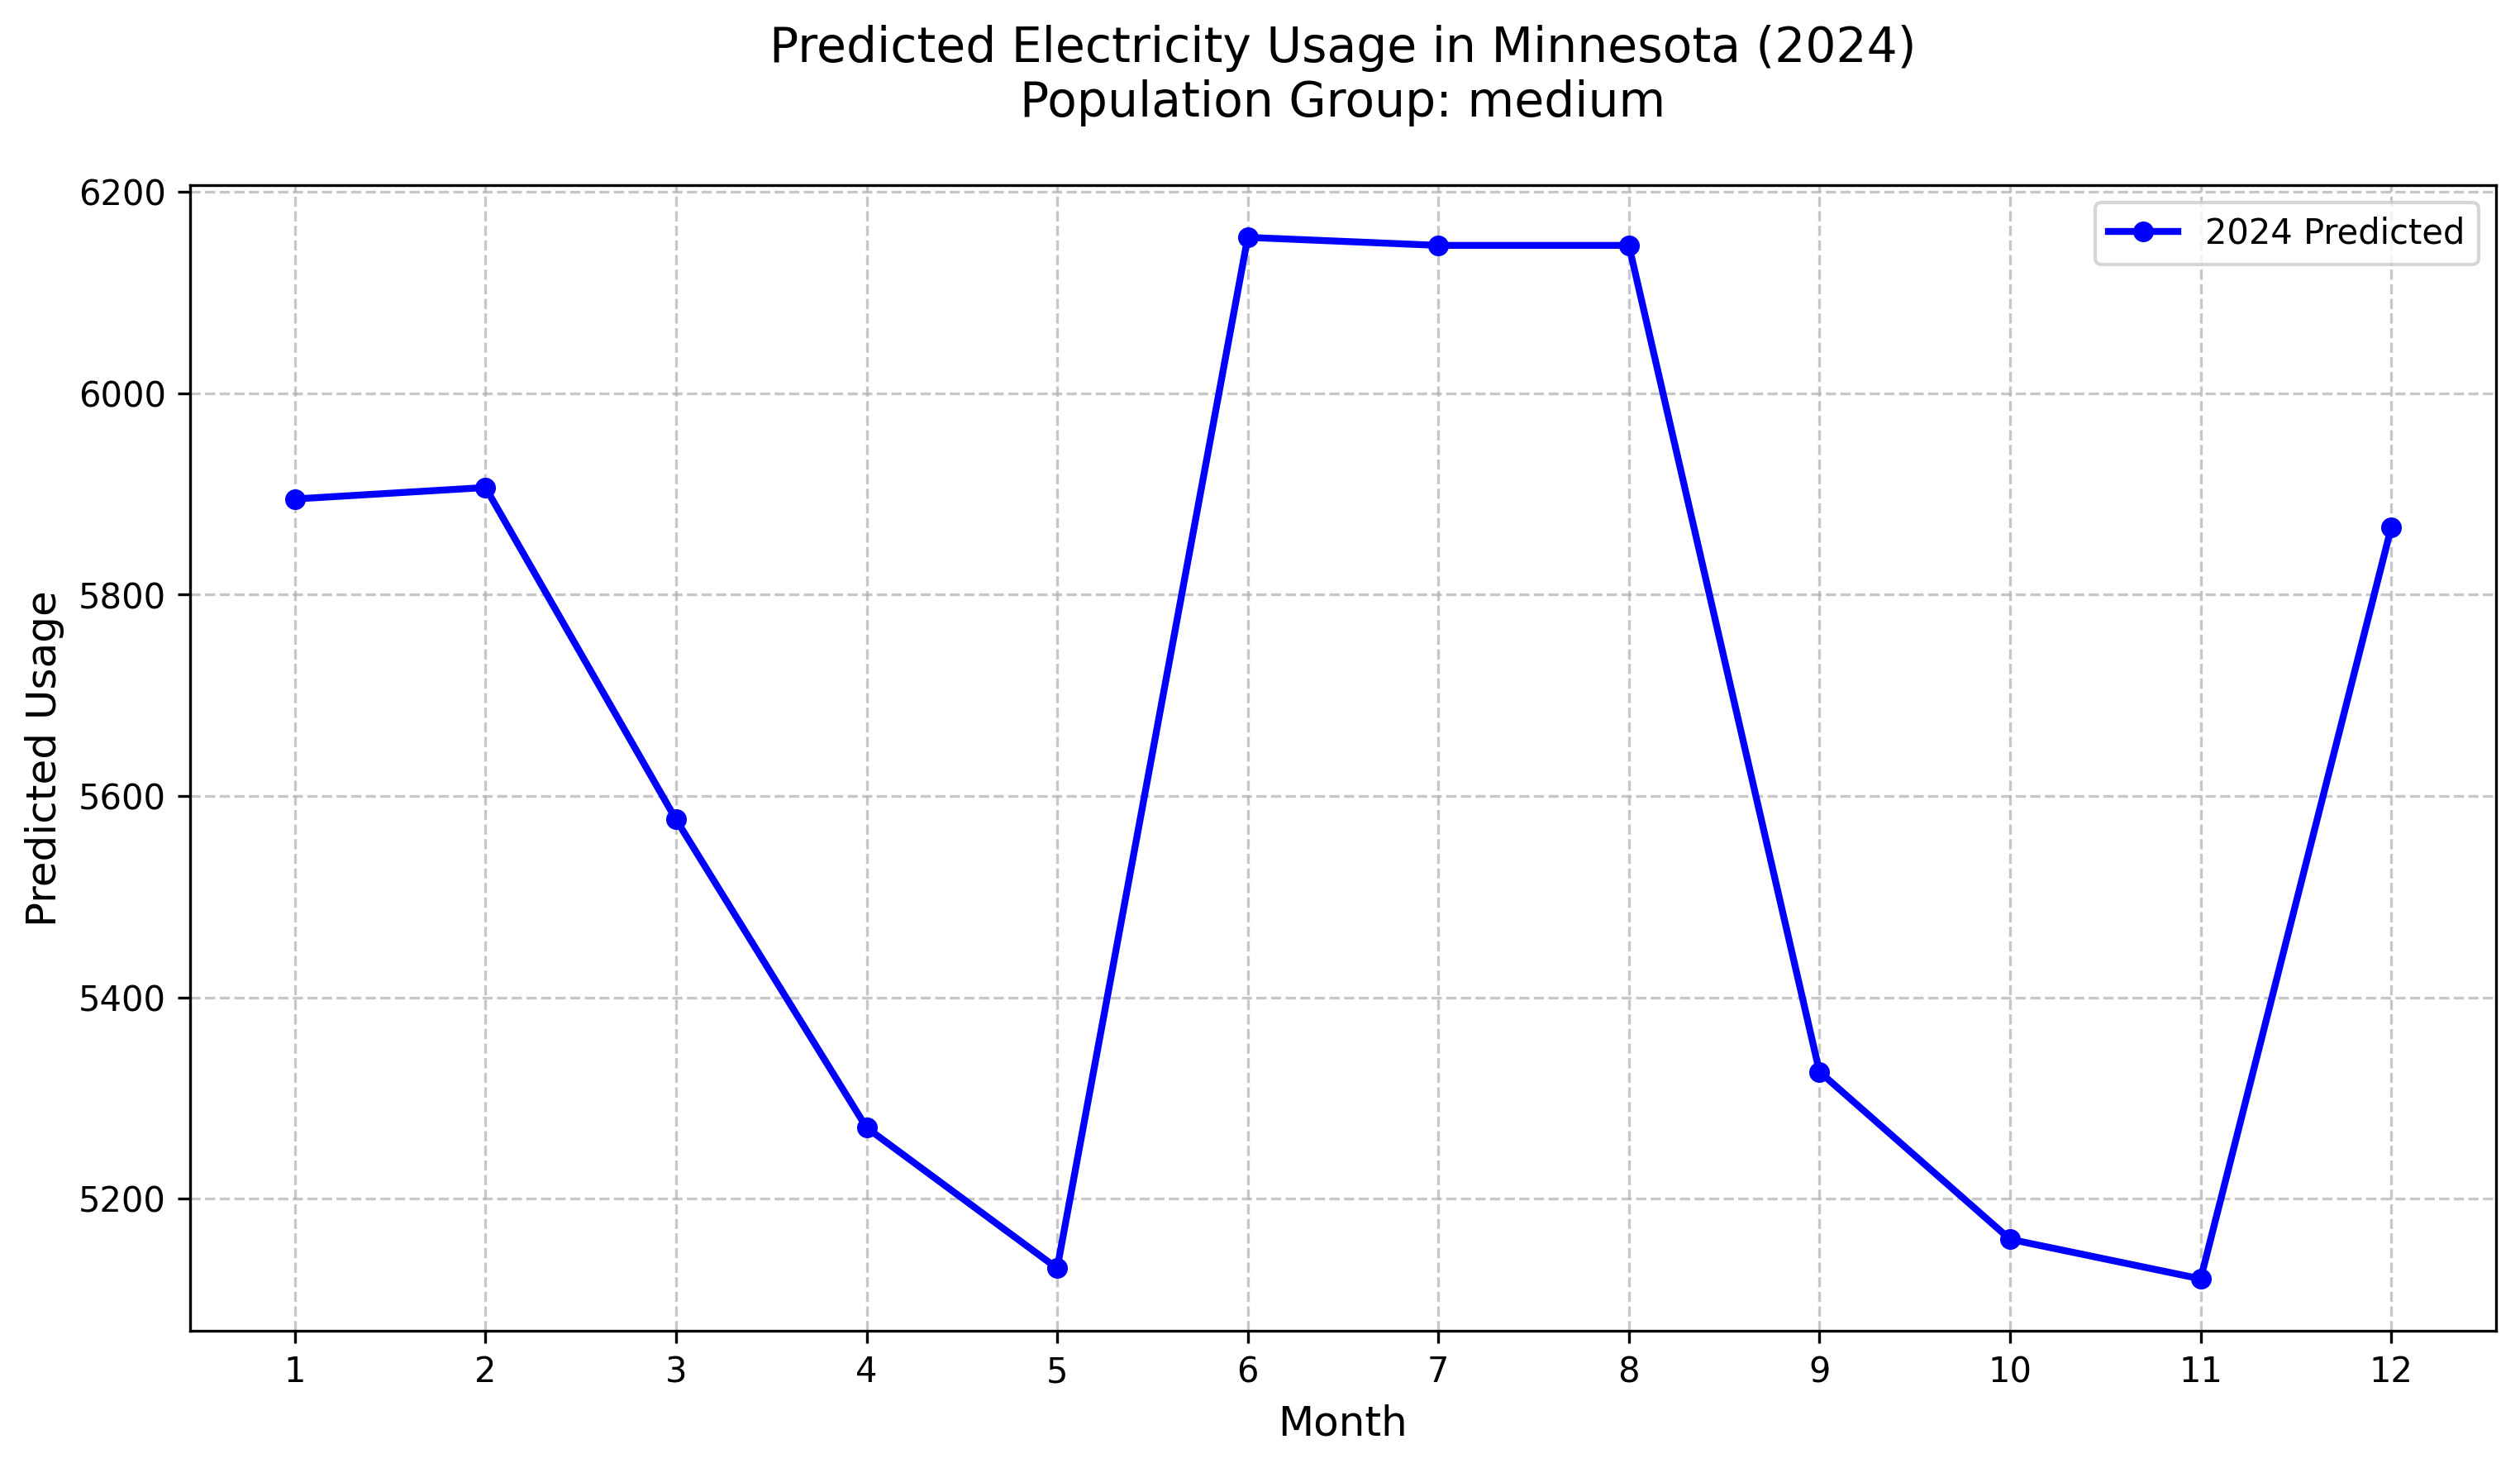 Predicted Electricity Usage in Minnesota (2024)
Population Group: medium
2024 Predicted
Predicted Usage
6200
6000
5800
5600
5400
5200
1 2 3 4 5 6 7 8 9 10 11 12
Month